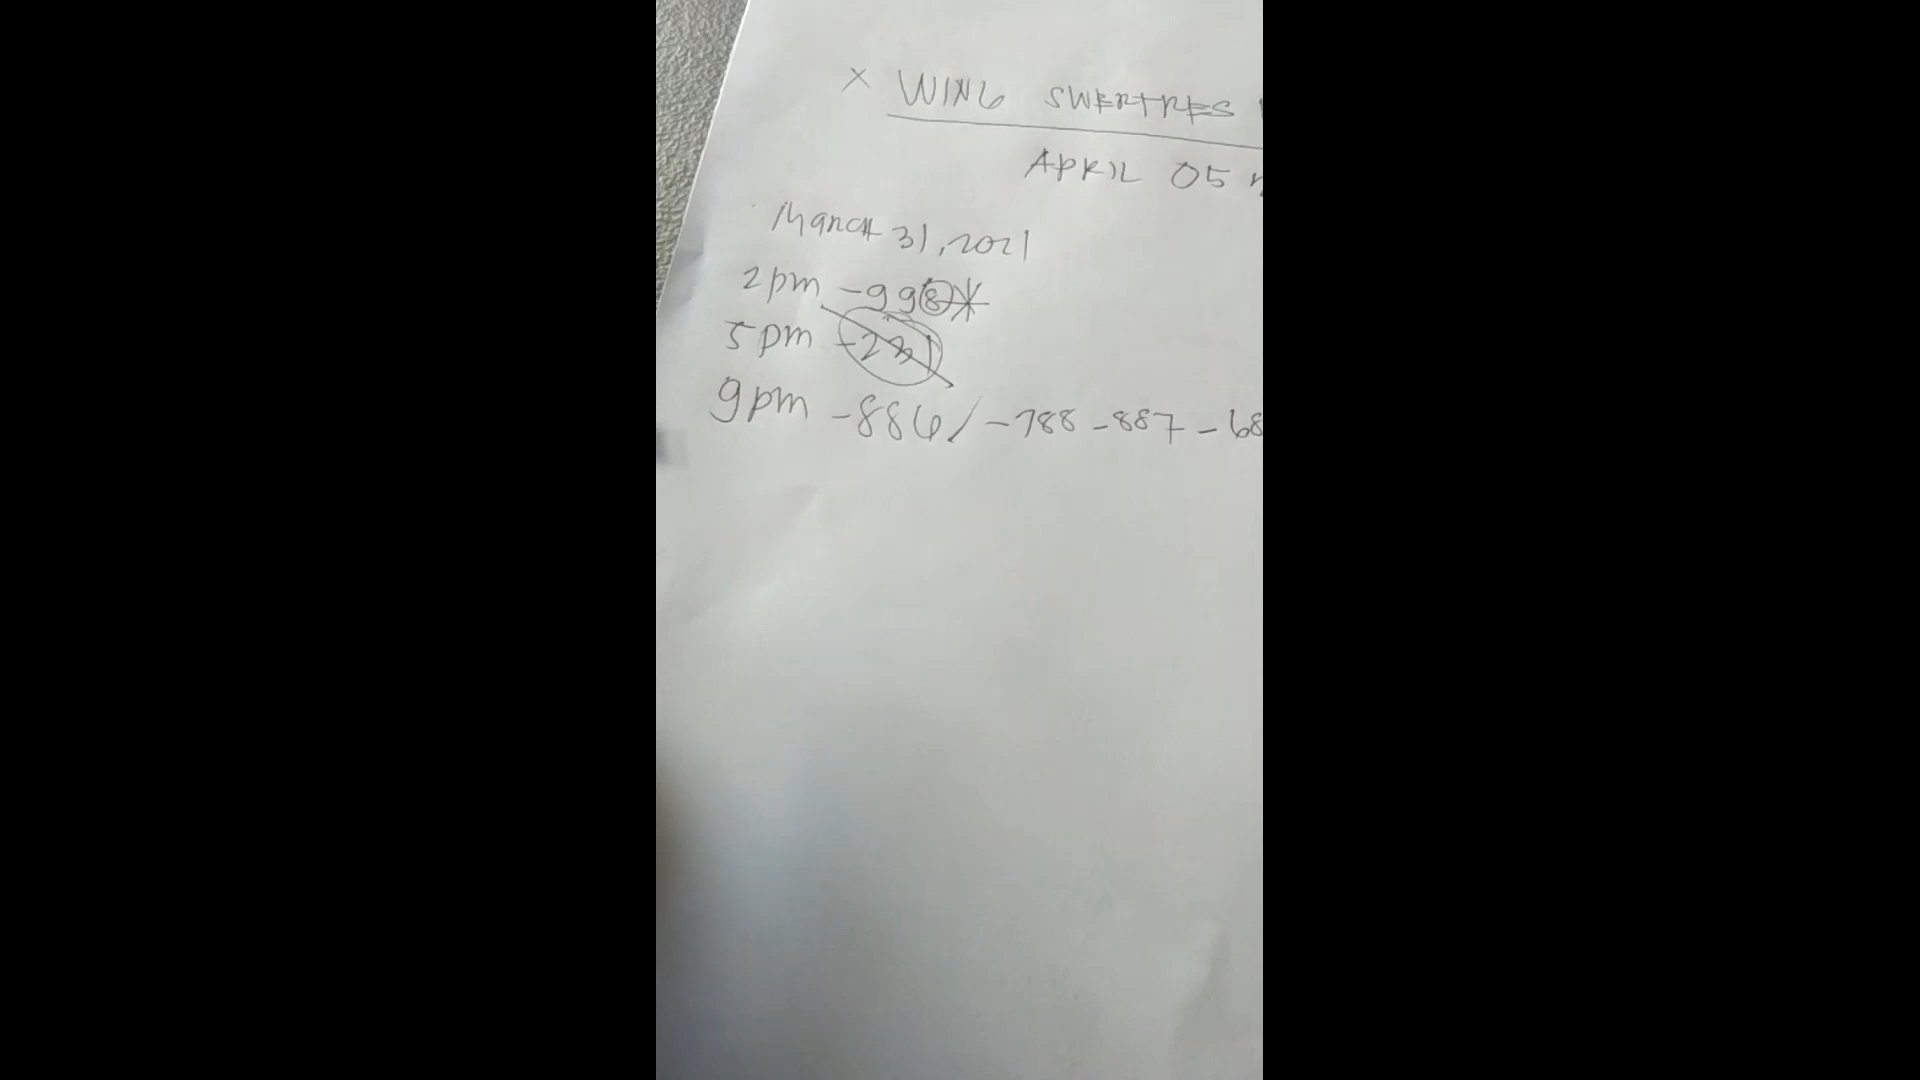 × WING SWERTRES
APRIL 05
March 31, 2021
2pm - 998*
5pm - 231
9pm - 886/ - 788 - 887 - 68